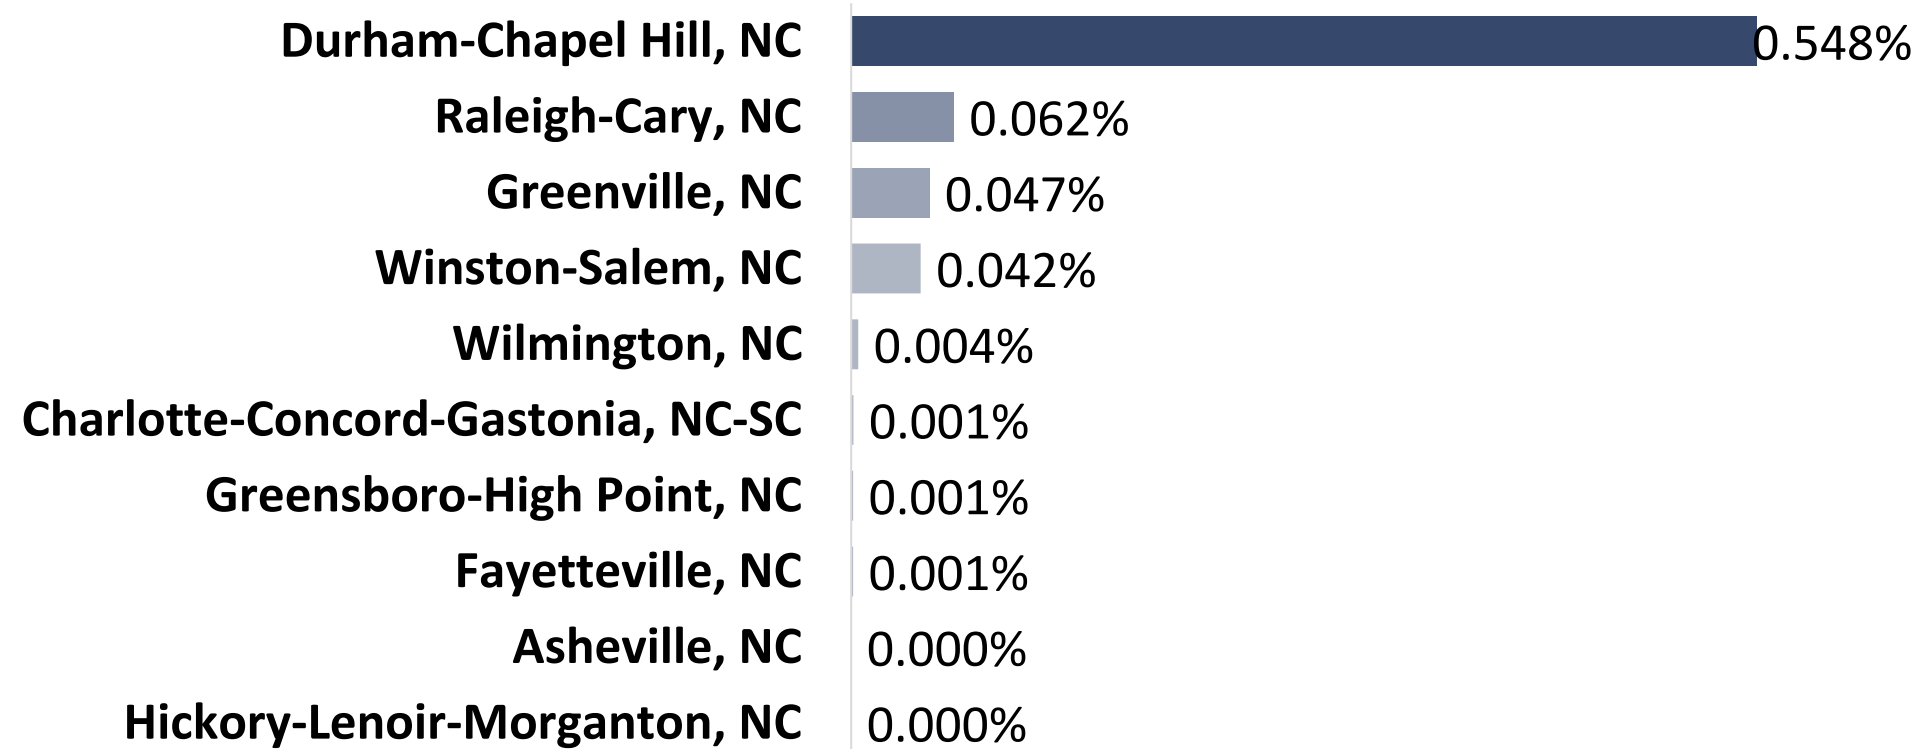 Durham-Chapel Hill, NC 0.548%
Raleigh-Cary, NC 0.062%
Greenville, NC 0.047%
Winston-Salem, NC 0.042%
Wilmington, NC 0.004%
Charlotte-Concord-Gastonia, NC-SC 0.001%
Greensboro-High Point, NC 0.001%
Fayetteville, NC 0.001%
Asheville, NC 0.000%
Hickory-Lenoir-Morganton, NC 0.000%